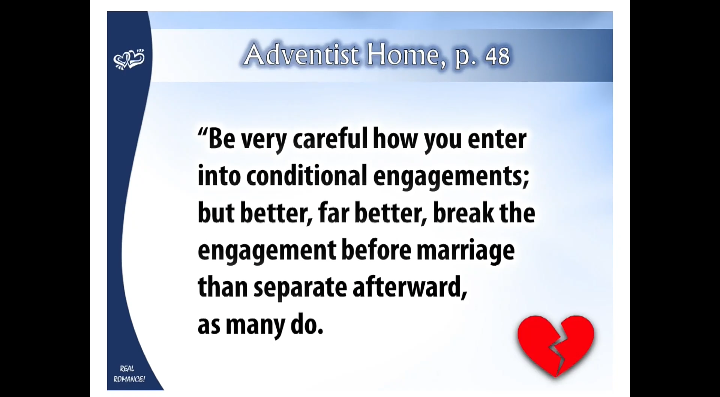 Adventist Home, p. 48
“Be very careful how you enter
into conditional engagements;
but better, far better, break the
engagement before marriage
than separate afterward,
as many do.
REAL
ROMANCE!